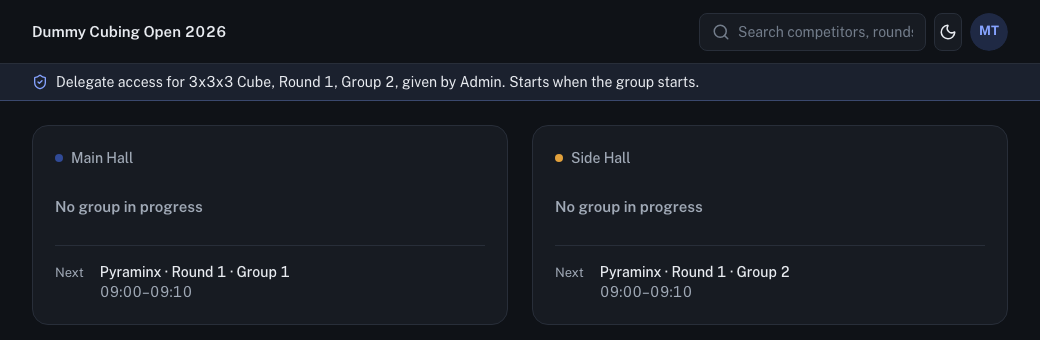 Dummy Cubing Open 2026
Search competitors, rounds
MT
Delegate access for 3x3x3 Cube, Round 1, Group 2, given by Admin. Starts when the group starts.
Main Hall
No group in progress
Next Pyraminx · Round 1 · Group 1
09:00–09:10
Side Hall
No group in progress
Next Pyraminx · Round 1 · Group 2
09:00–09:10